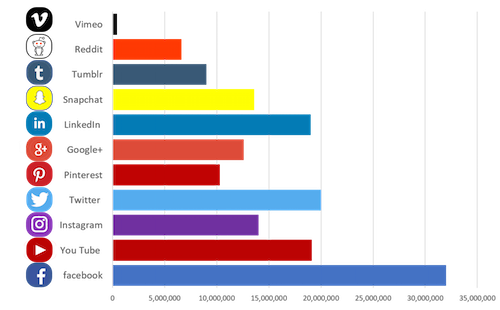 Vimeo
Reddit
t Tumblr
Snapchat
in LinkedIn
g+ Google+
Pinterest
Twitter
Instagram
You Tube
f facebook
0 5,000,000 10,000,000 15,000,000 20,000,000 25,000,000 30,000,000 35,000,000